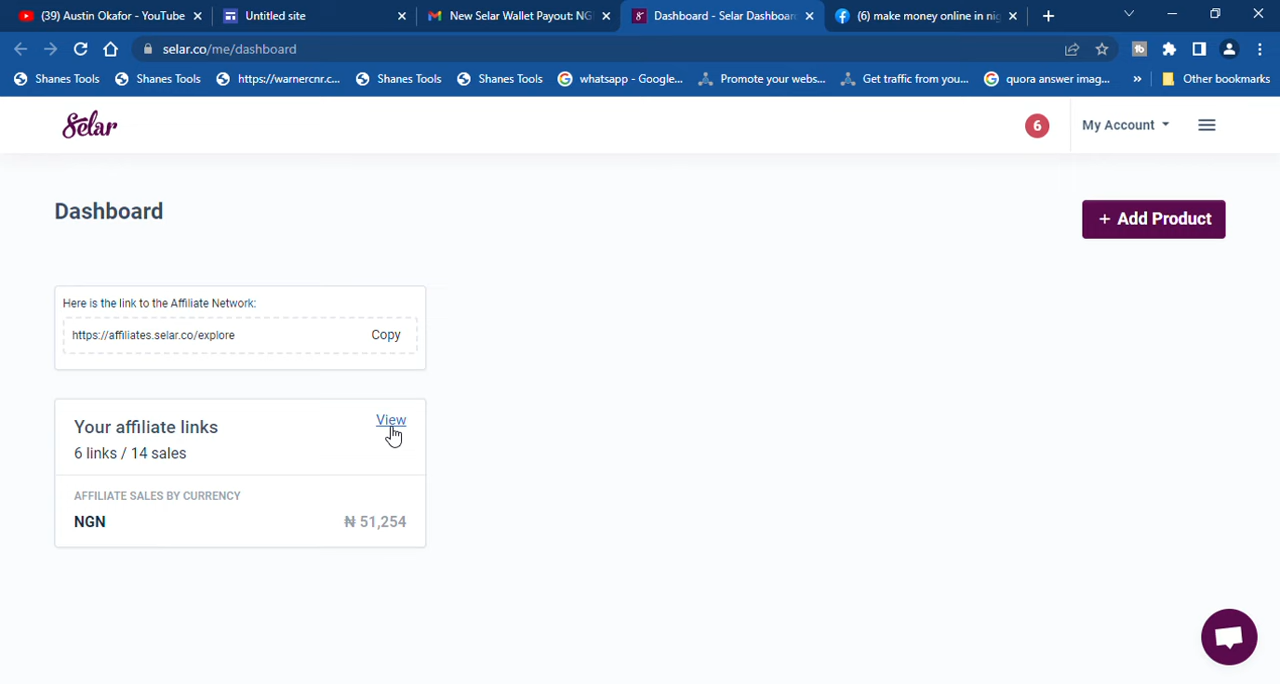 (39) Austin Okafor - YouTube
Untitled site
New Selar Wallet Payout: NG
Dashboard - Selar Dashboar
(6) make money online in nig
selar.co/me/dashboard
Shanes Tools
Shanes Tools
https://warnercnr.c...
Shanes Tools
Shanes Tools
whatsapp - Google...
Promote your webs...
Get traffic from you...
quora answer imag...
»
Other bookmarks
Selar
6
My Account
Dashboard
+ Add Product
Here is the link to the Affiliate Network:
https://affiliates.selar.co/explore
Copy
Your affiliate links
View
6 links / 14 sales
AFFILIATE SALES BY CURRENCY
NGN
₦ 51,254